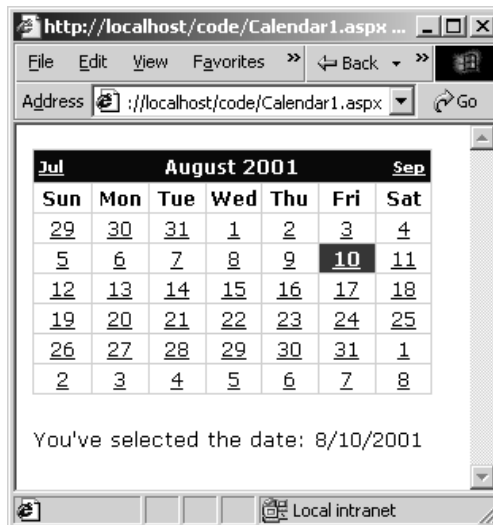 http://localhost/code/Calendar1.aspx ...
File Edit View Favorites » Back »
Address ://localhost/code/Calendar1.aspx Go
Jul August 2001 Sep
Sun Mon Tue Wed Thu Fri Sat
29 30 31 1 2 3 4
5 6 7 8 9 10 11
12 13 14 15 16 17 18
19 20 21 22 23 24 25
26 27 28 29 30 31 1
2 3 4 5 6 7 8
You've selected the date: 8/10/2001
Local intranet